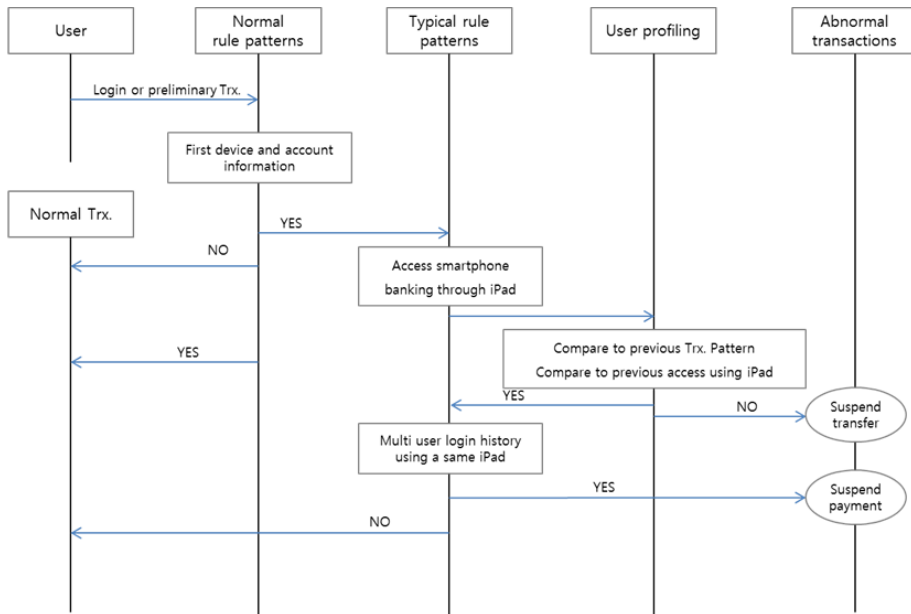 User
Normal
rule patterns
Typical rule
patterns
User profiling
Abnormal
transactions
Login or preliminary Trx.
First device and account
information
Normal Trx.
YES
NO
Access smartphone
banking through iPad
Compare to previous Trx. Pattern
Compare to previous access using iPad
YES
YES
NO
Suspend
transfer
Multi user login history
using a same iPad
YES
Suspend
payment
NO